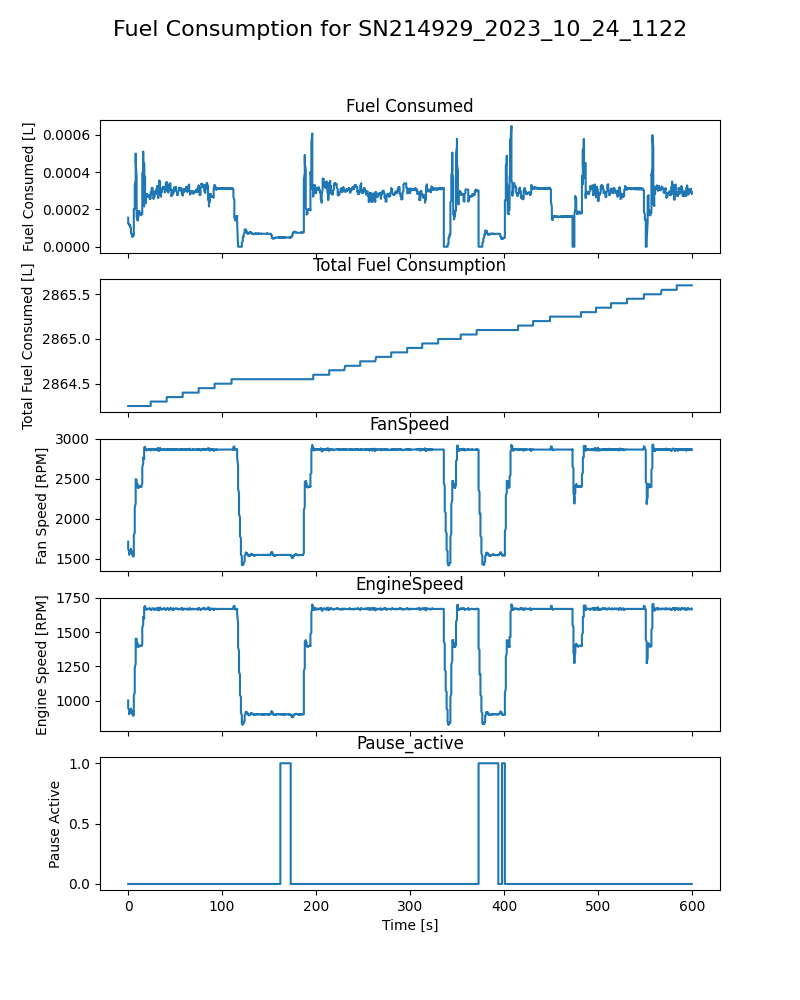 Fuel Consumption for SN214929_2023_10_24_1122
Fuel Consumed
Fuel Consumed [L]
0.0006
0.0004
0.0002
0.0000
Total Fuel Consumption
Total Fuel Consumed [L]
2865.5
2865.0
2864.5
FanSpeed
Fan Speed [RPM]
3000
2500
2000
1500
EngineSpeed
Engine Speed [RPM]
1750
1500
1250
1000
Pause_active
Pause Active
1.0
0.5
0.0
0 100 200 300 400 500 600
Time [s]